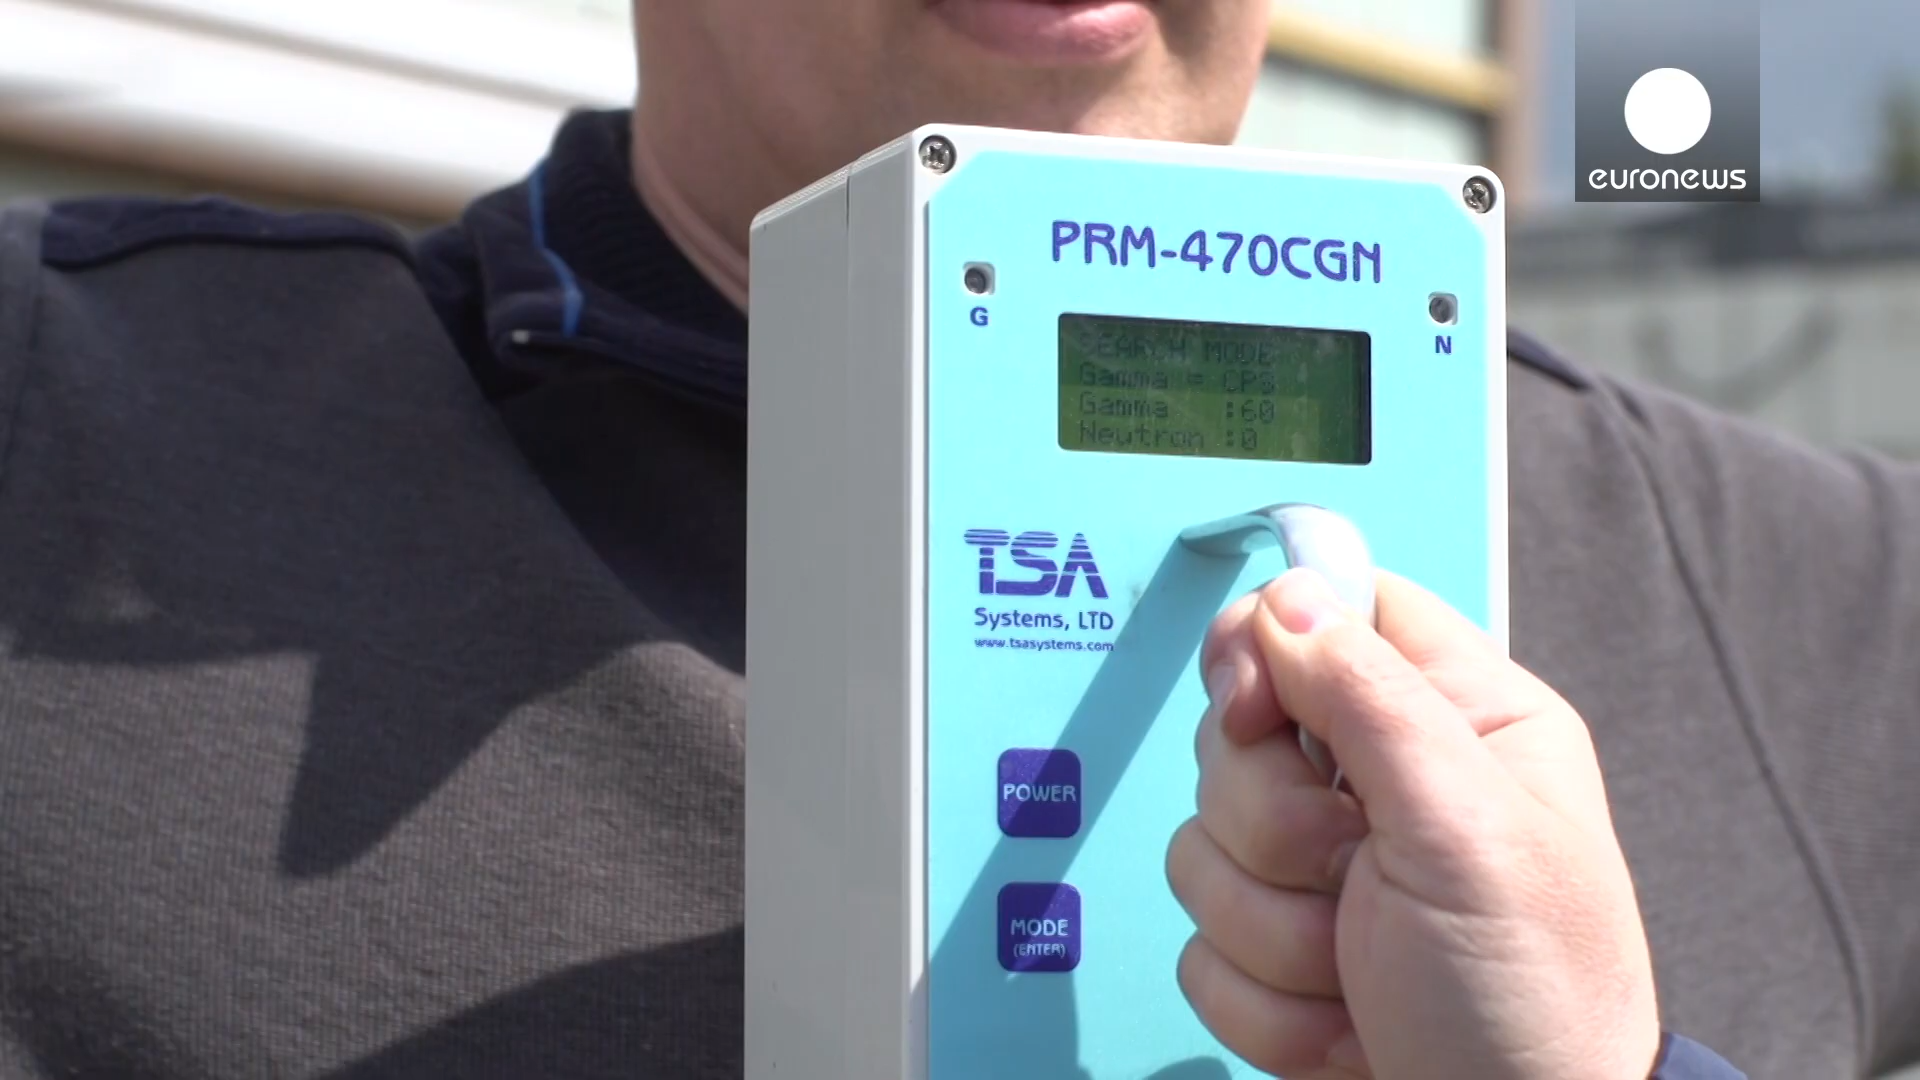 euronews
PRM-470CGN
G
N
SEARCH MODE
Gamma = CPS
Gamma :60
Neutron :0
TSA
Systems, LTD
www.tsasystems.com
POWER
MODE
(ENTER)